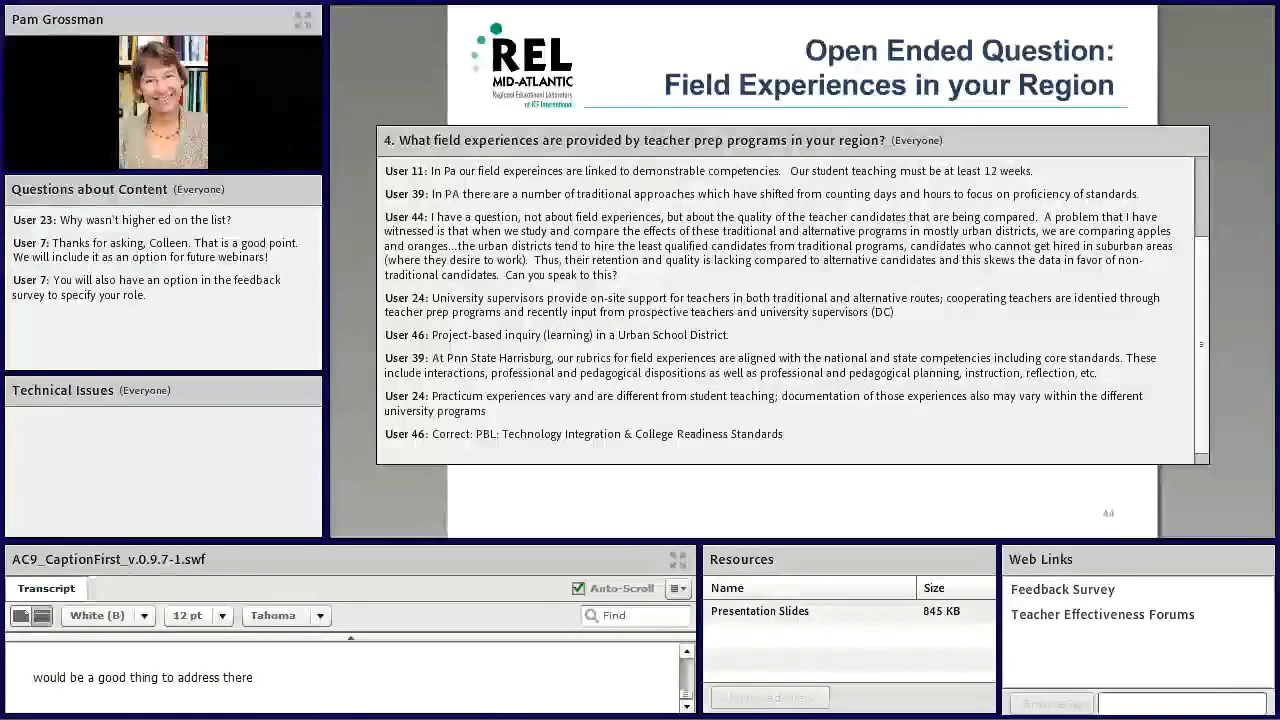 Pam Grossman
Questions about Content (Everyone)
User 23: Why wasn't higher ed on the list?
User 7: Thanks for asking, Colleen. That is a good point.
We will include it as an option for future webinars!
User 7: You will also have an option in the feedback
survey to specify your role.
Technical Issues (Everyone)
REL
MID-ATLANTIC
Regional Educational Laboratory
at ICF International
Open Ended Question:
Field Experiences in your Region
4. What field experiences are provided by teacher prep programs in your region? (Everyone)
User 11: In Pa our field expereinces are linked to demonstrable competencies. Our student teaching must be at least 12 weeks.
User 39: In PA there are a number of traditional approaches which have shifted from counting days and hours to focus on proficiency of standards.
User 44: I have a question, not about field experiences, but about the quality of the teacher candidates that are being compared. A problem that I have
witnessed is that when we study and compare the effects of these traditional and alternative programs in mostly urban districts, we are comparing apples
and oranges...the urban districts tend to hire the least qualified candidates from traditional programs, candidates who cannot get hired in suburban areas
(where they desire to work). Thus, their retention and quality is lacking compared to alternative candidates and this skews the data in favor of non-
traditional candidates. Can you speak to this?
User 24: University supervisors provide on-site support for teachers in both traditional and alternative routes; cooperating teachers are identied through
teacher prep programs and recently input from prospective teachers and university supervisors (DC)
User 46: Project-based inquiry (learning) in a Urban School District.
User 39: At Pnn State Harrisburg, our rubrics for field experiences are aligned with the national and state competencies including core standards. These
include interactions, professional and pedagogical dispositions as well as professional and pedagogical planning, instruction, reflection, etc.
User 24: Practicum experiences vary and are different from student teaching; documentation of those experiences also may vary within the different
university programs
User 46: Correct: PBL: Technology Integration & College Readiness Standards
44
AC9_CaptionFirst_v.0.9.7-1.swf
Transcript
Auto-Scroll
White (B)
12 pt
Tahoma
Find
would be a good thing to address there
Resources
Name
Size
Presentation Slides
845 KB
Web Links
Feedback Survey
Teacher Effectiveness Forums